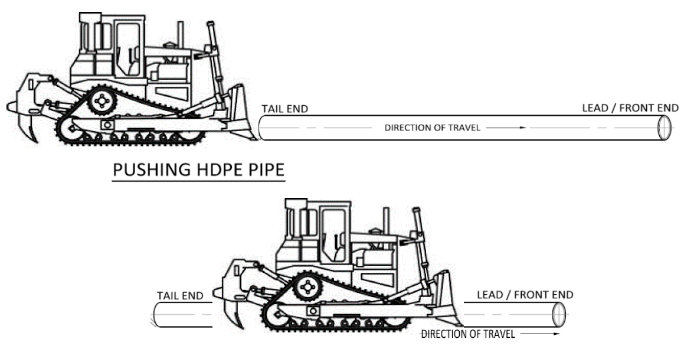 TAIL END
LEAD / FRONT END
DIRECTION OF TRAVEL
PUSHING HDPE PIPE
TAIL END
LEAD / FRONT END
DIRECTION OF TRAVEL